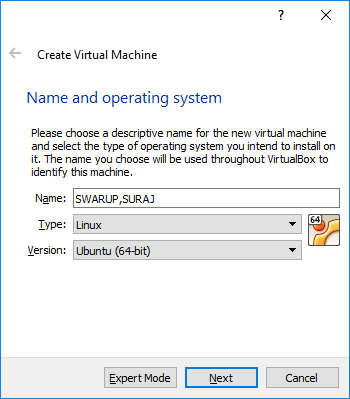 ?
Create Virtual Machine
Name and operating system
Please choose a descriptive name for the new virtual machine
and select the type of operating system you intend to install on
it. The name you choose will be used throughout VirtualBox to
identify this machine.
Name: SWARUP,SURAJ
Type: Linux
64
Version: Ubuntu (64-bit)
Expert Mode Next Cancel